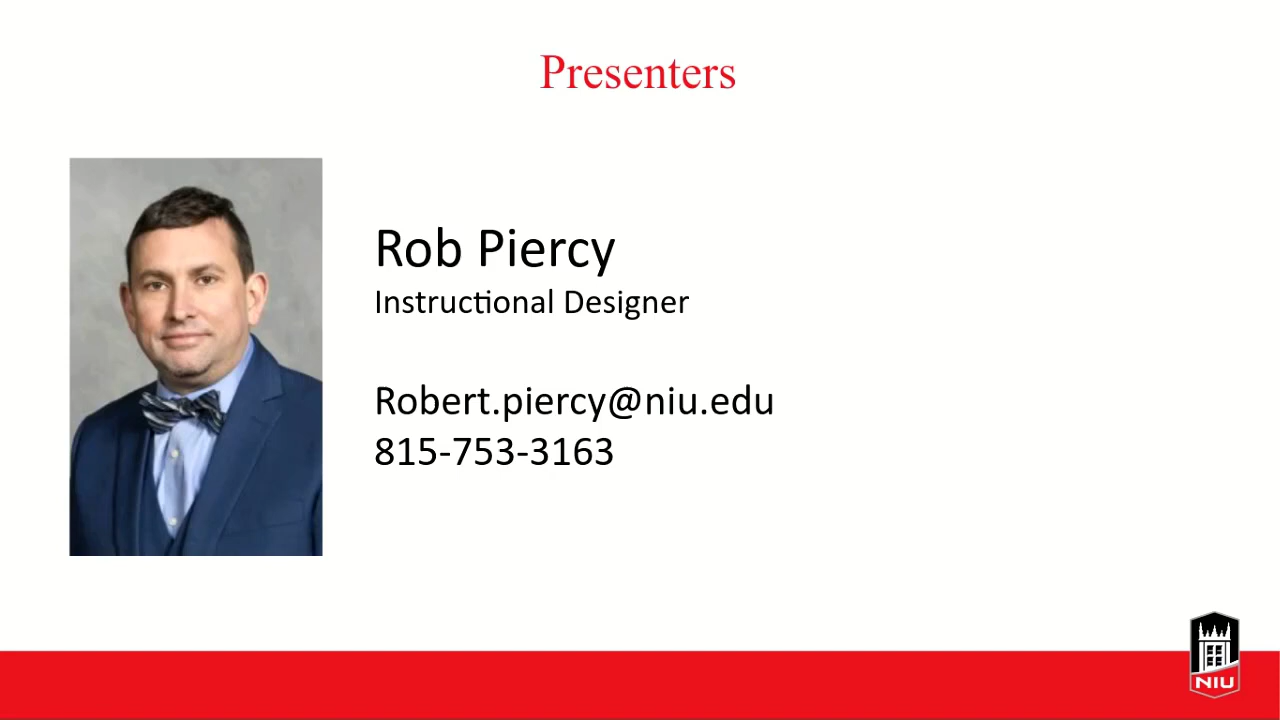 Presenters
Rob Piercy
Instructional Designer
Robert.piercy@niu.edu
815-753-3163
NIU